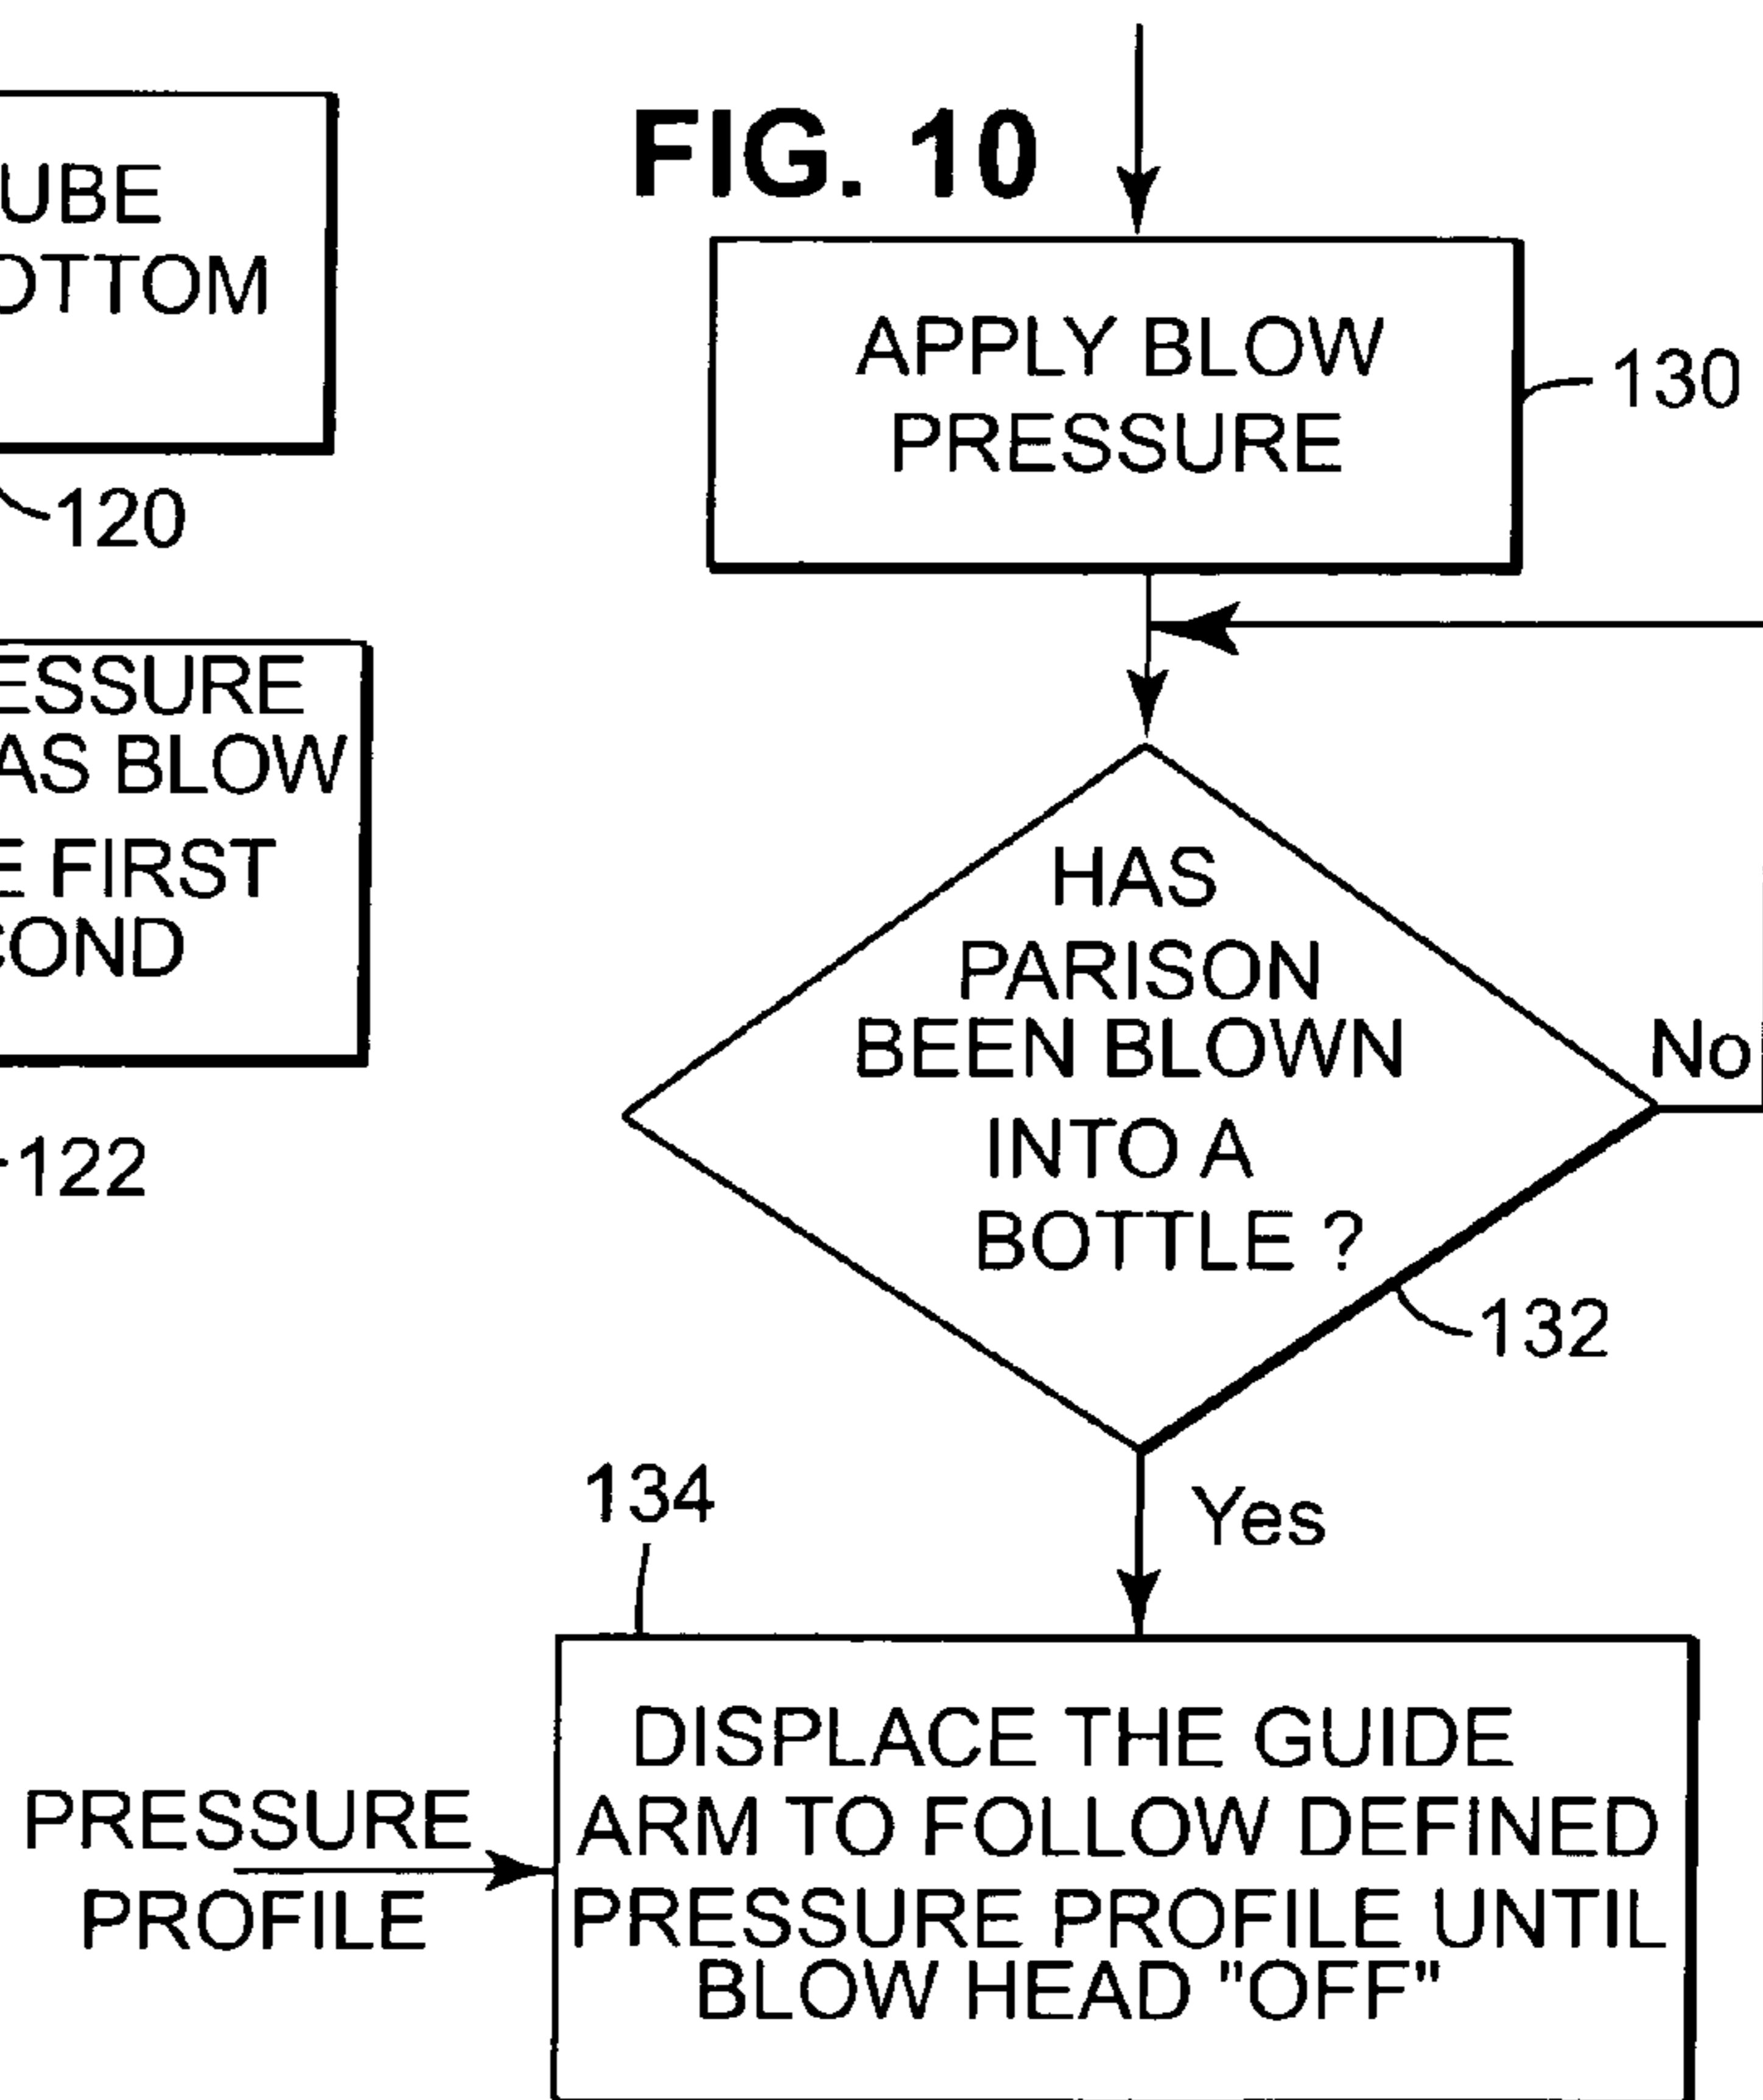 FIG. 10
UBE
OTTOM
120
ESSURE
AS BLOW
E FIRST
COND
122
APPLY BLOW
PRESSURE
130
HAS
PARISON
BEEN BLOWN
INTO A
BOTTLE ?
No
132
Yes
134
PRESSURE
PROFILE
DISPLACE THE GUIDE
ARM TO FOLLOW DEFINED
PRESSURE PROFILE UNTIL
BLOW HEAD "OFF"